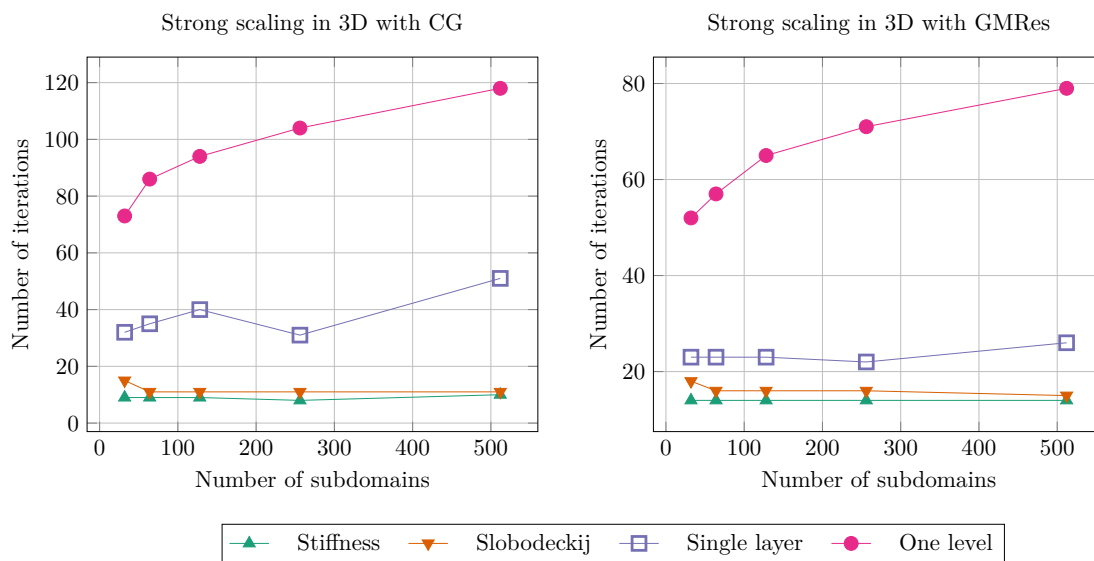 Strong scaling in 3D with CG
Number of iterations
120
100
80
60
40
20
0
0 100 200 300 400 500
Number of subdomains
Strong scaling in 3D with GMRes
Number of iterations
80
60
40
20
0 100 200 300 400 500
Number of subdomains
Stiffness Slobodeckij Single layer One level